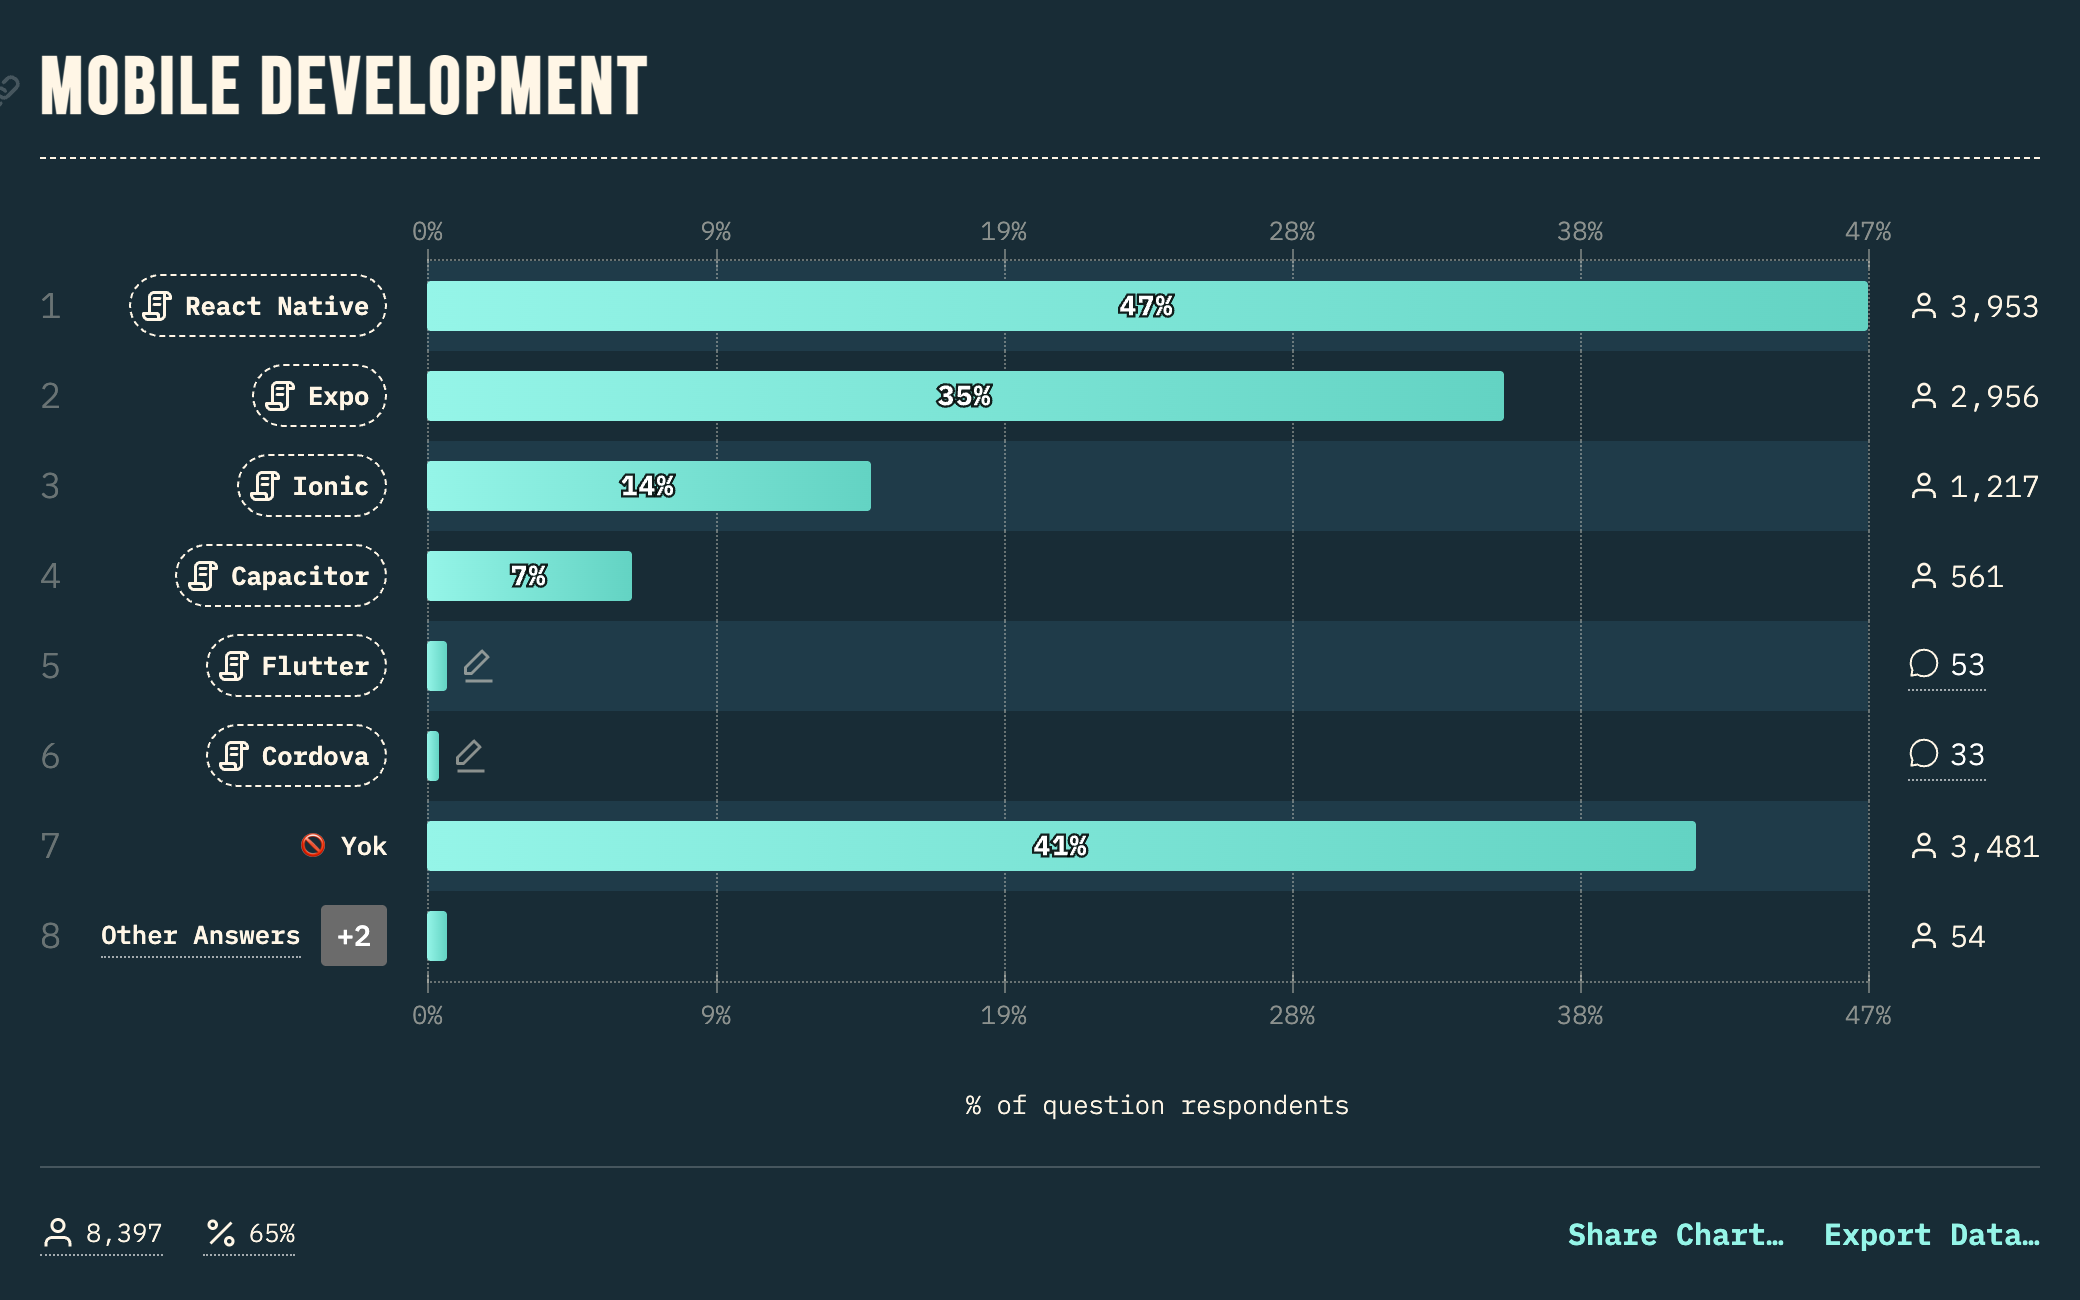 MOBILE DEVELOPMENT
0% 9% 19% 28% 38% 47%
1 React Native 47% 3,953
2 Expo 35% 2,956
3 Ionic 14% 1,217
4 Capacitor 7% 561
5 Flutter 53
6 Cordova 33
7 Yok 41% 3,481
8 Other Answers +2 54
0% 9% 19% 28% 38% 47%
% of question respondents
8,397 65% Share Chart… Export Data…